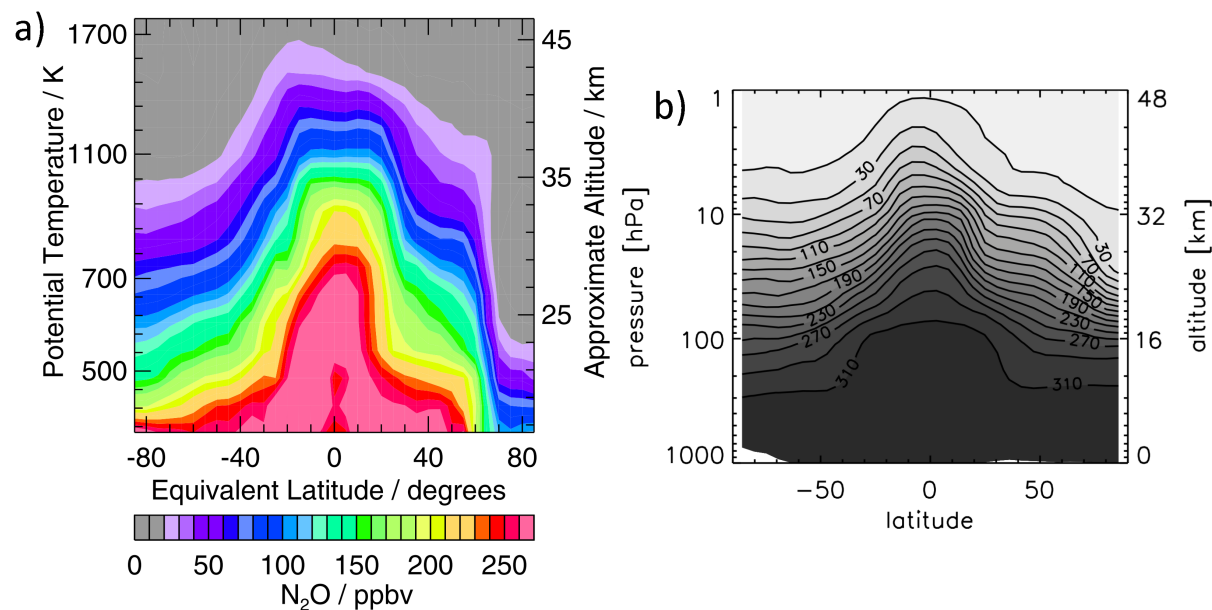 a)
1700
1100
700
500
Potential Temperature / K
45
35
25
Approximate Altitude / km
-80 -40 0 40 80
Equivalent Latitude / degrees
0 50 100 150 200 250
N₂O / ppbv
b)
1
10
100
1000
pressure [hPa]
48
32
16
0
altitude [km]
30
70
110
150
190
230
270
310
30
70
110
150
190
230
270
310
−50 0 50
latitude